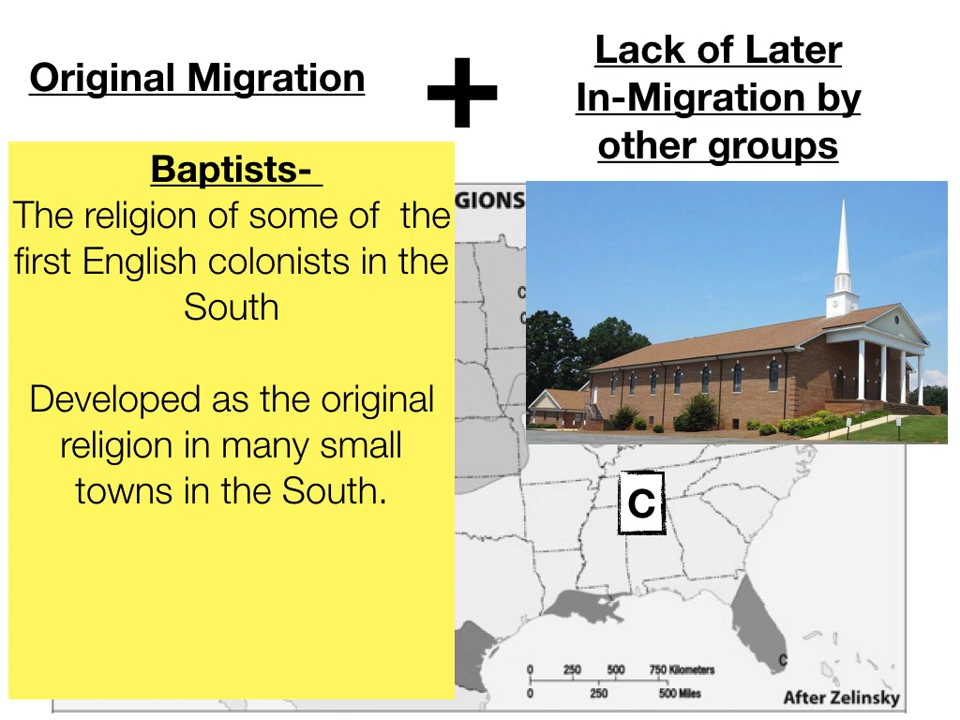 Original Migration
+
Lack of Later
In-Migration by
other groups
Baptists-
The religion of some of the
first English colonists in the
South
Developed as the original
religion in many small
towns in the South.
GIONS
C
C
C
C
0 250 500 750 Kilometers
0 250 500 Miles
After Zelinsky